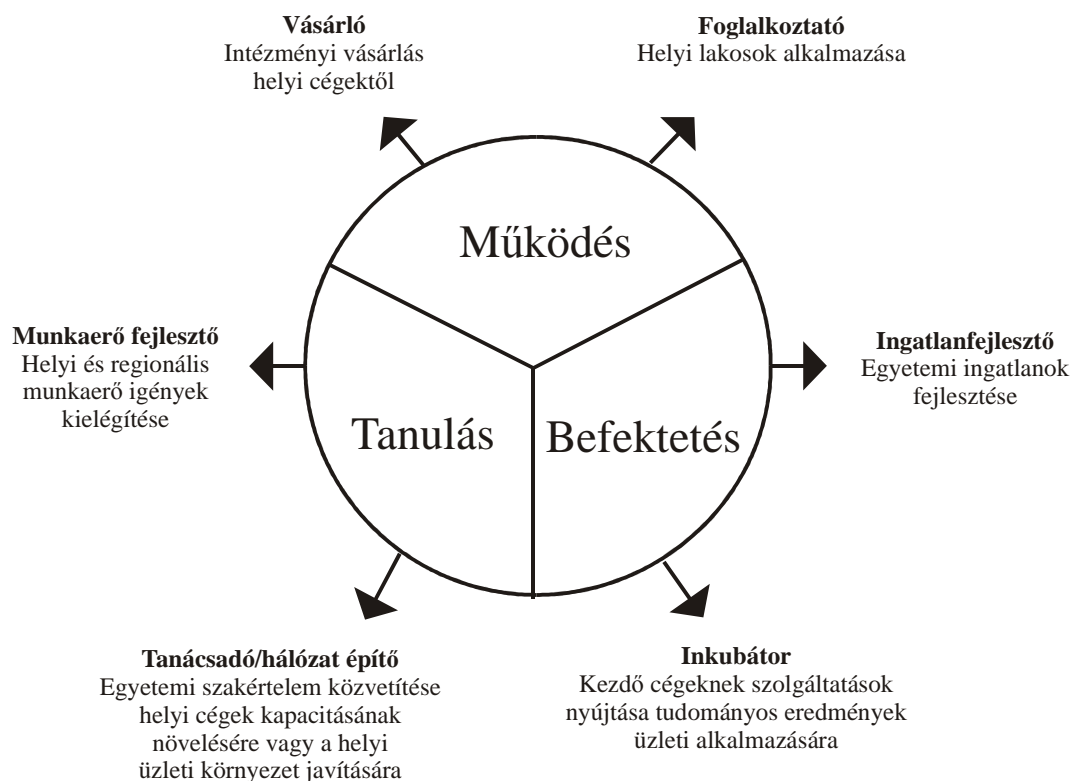 Vásárló
Intézményi vásárlás
helyi cégektől
Foglalkoztató
Helyi lakosok alkalmazása
Működés
Munkaerő fejlesztő
Helyi és regionális
munkaerő igények
kielégítése
Ingatlanfejlesztő
Egyetemi ingatlanok
fejlesztése
Tanulás
Befektetés
Tanácsadó/hálózat építő
Egyetemi szakértelem közvetítése
helyi cégek kapacitásának
növelésére vagy a helyi
üzleti környezet javítására
Inkubátor
Kezdő cégeknek szolgáltatások
nyújtása tudományos eredmények
üzleti alkalmazására